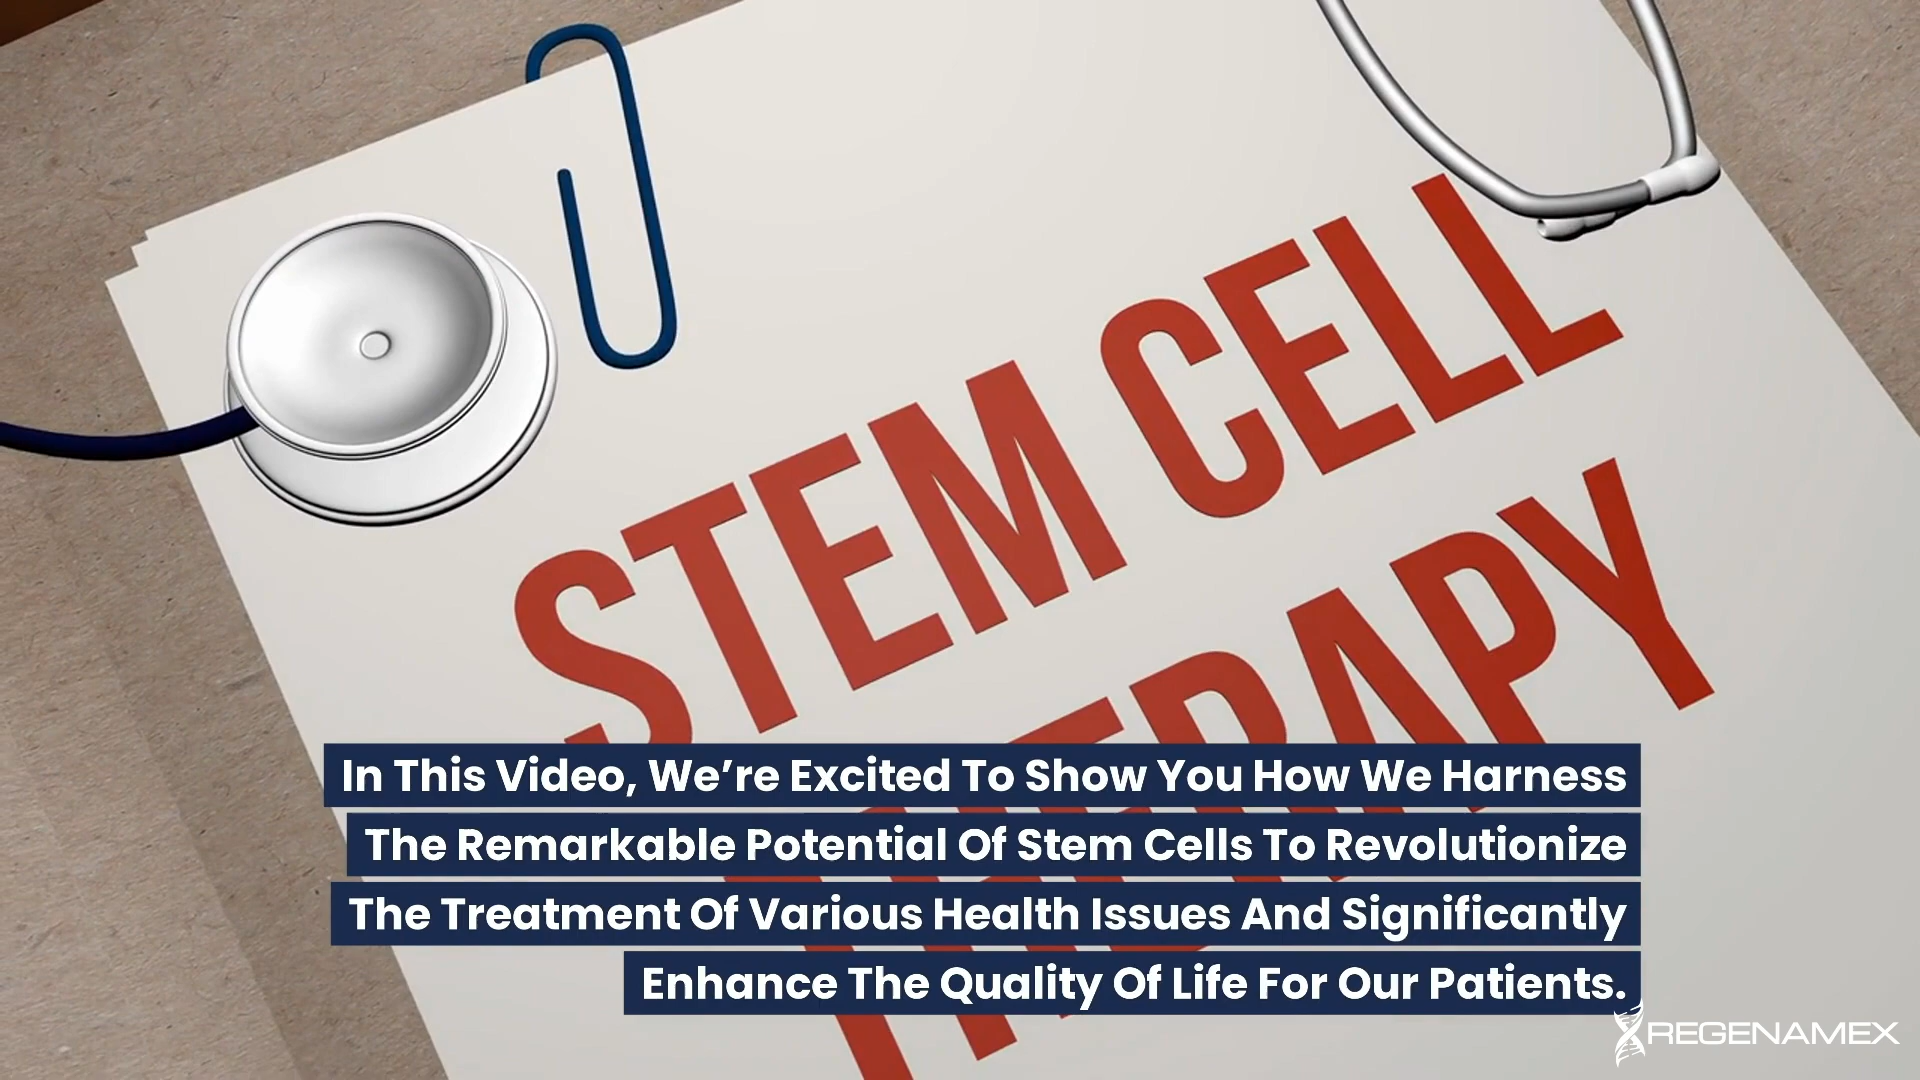 STEM CELL
THERAPY
In This Video, We’re Excited To Show You How We Harness
The Remarkable Potential Of Stem Cells To Revolutionize
The Treatment Of Various Health Issues And Significantly
Enhance The Quality Of Life For Our Patients.
REGENAMEX